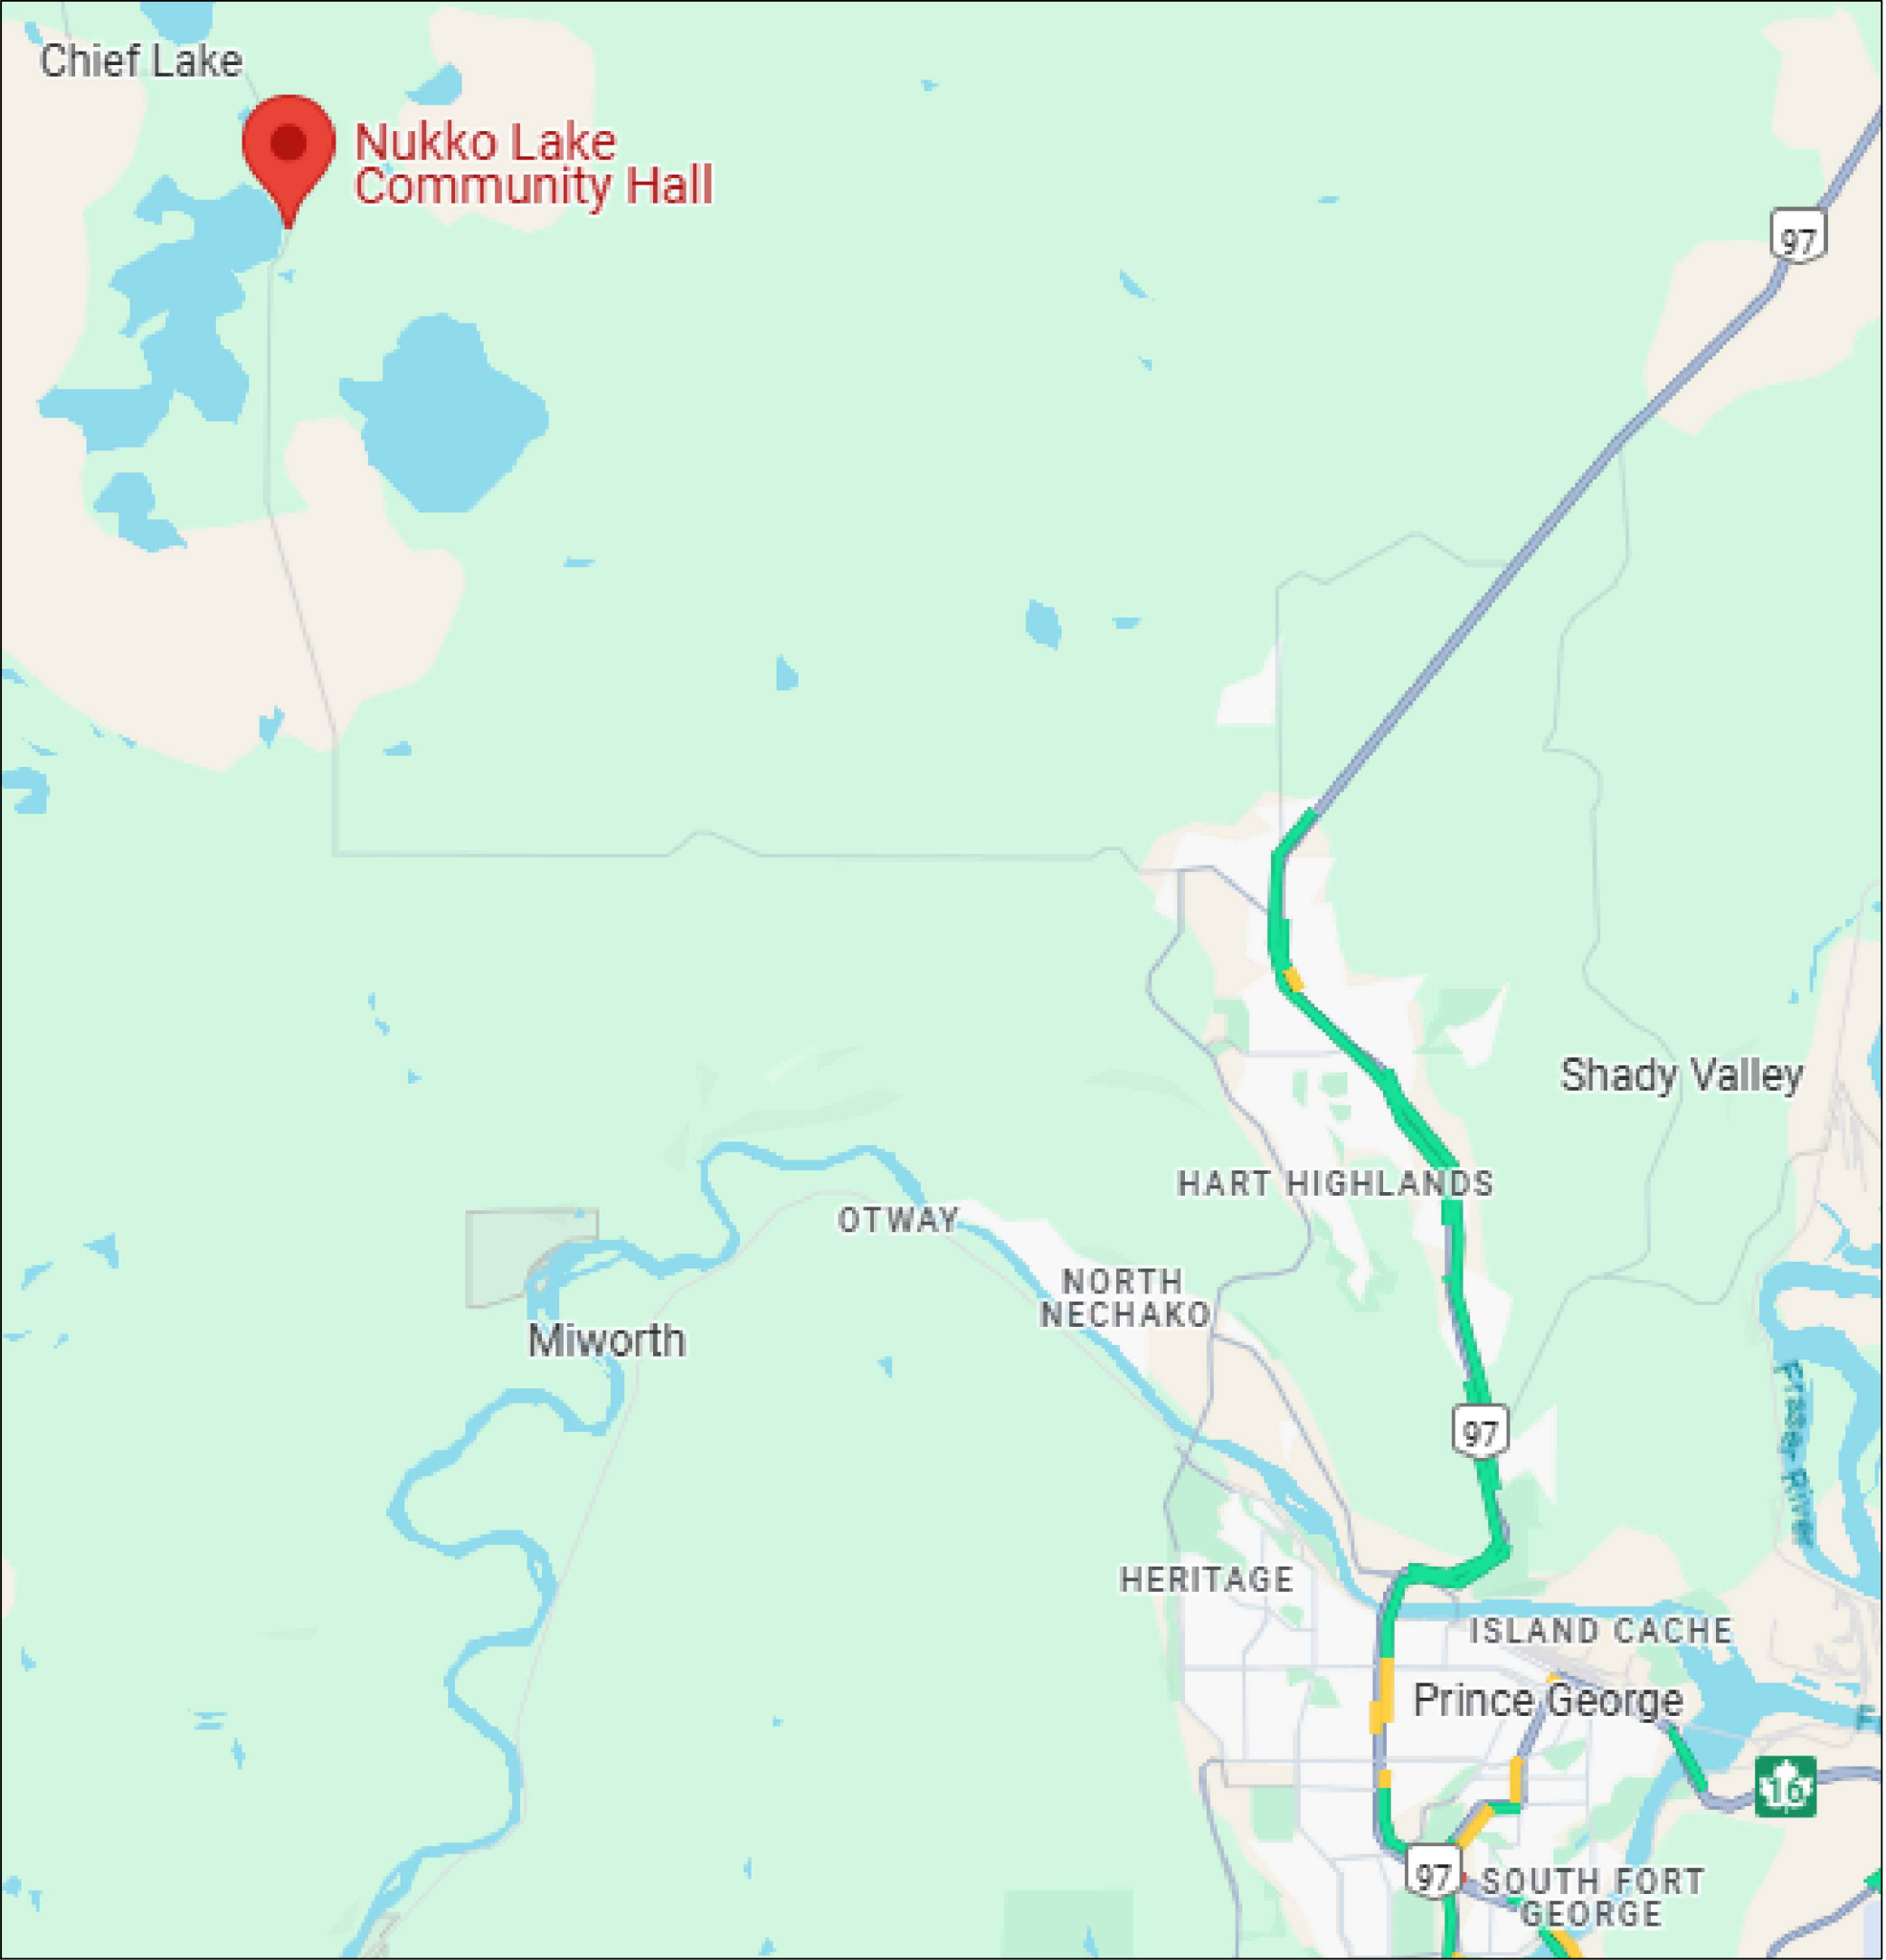 Chief Lake
Nukko Lake
Community Hall
97
Shady Valley
HART HIGHLANDS
OTWAY
NORTH
NECHAKO
Miworth
97
Fraser River
HERITAGE
ISLAND CACHE
Prince George
16
97
SOUTH FORT
GEORGE